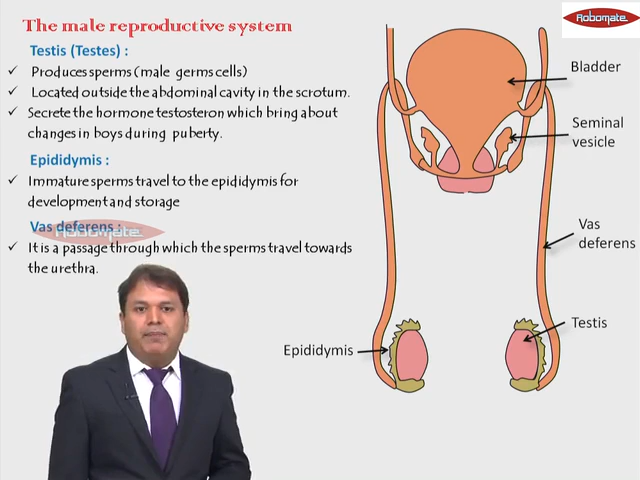 The male reproductive system
Robomate
Testis (Testes) :
✓ Produces sperms (male germs cells)
✓ Located outside the abdominal cavity in the scrotum.
✓ Secrete the hormone testosteron which bring about
changes in boys during puberty.
Epididymis :
✓ Immature sperms travel to the epididymis for
development and storage
Vas deferens :
Robomate
✓ It is a passage through which the sperms travel towards
the urethra.
Bladder
Seminal
vesicle
Vas
deferens
Testis
Epididymis